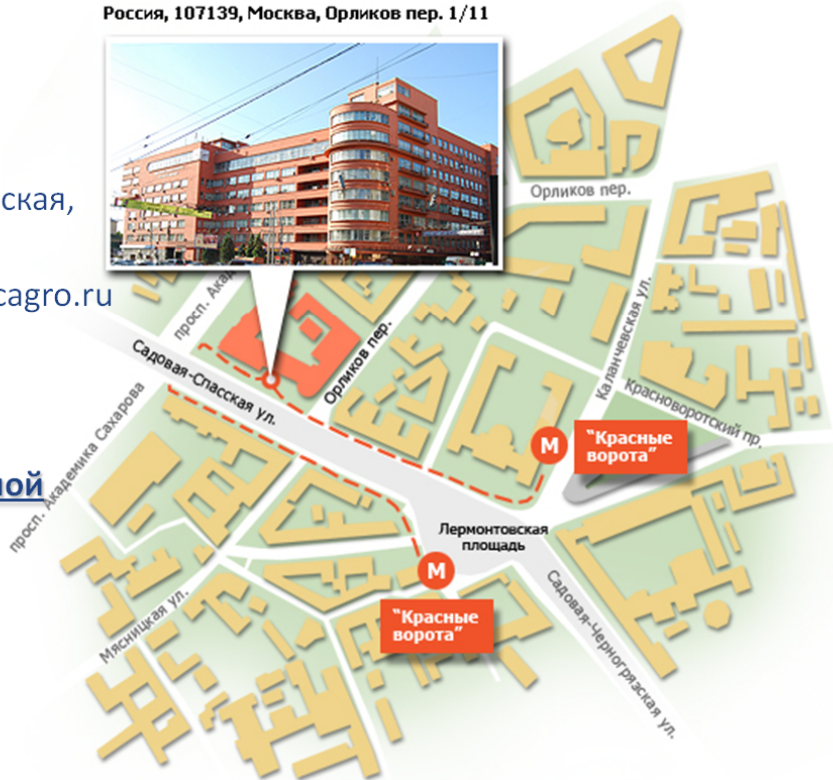 Россия, 107139, Москва, Орликов пер. 1/11
ская,
cagro.ru
ной
Орликов пер.
просп. Ака
Каланчевская ул.
Садовая-Спасская ул.
Орликов пер.
Красноворотский пр.
просп. Академика Сахарова
М
"Красные
ворота"
Лермонтовская
площадь
М
"Красные
ворота"
Мясницкая ул.
Садовая-Черногрязская ул.